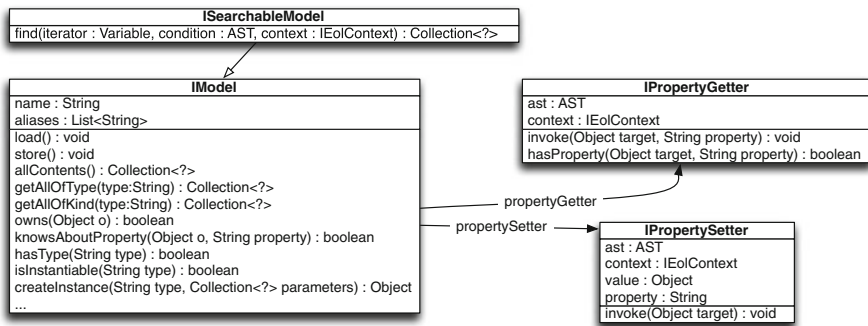 ISearchableModel
find(iterator : Variable, condition : AST, context : IEolContext) : Collection<?>
IModel
name : String
aliases : List<String>
load() : void
store() : void
allContents() : Collection<?>
getAllOfType(type:String) : Collection<?>
getAllOfKind(type:String) : Collection<?>
owns(Object o) : boolean
knowsAboutProperty(Object o, String property) : boolean
hasType(String type) : boolean
isInstantiable(String type) : boolean
createInstance(String type, Collection<?> parameters) : Object
...
propertyGetter
propertySetter
IPropertyGetter
ast : AST
context : IEolContext
invoke(Object target, String property) : void
hasProperty(Object target, String property) : boolean
IPropertySetter
ast : AST
context : IEolContext
value : Object
property : String
invoke(Object target) : void